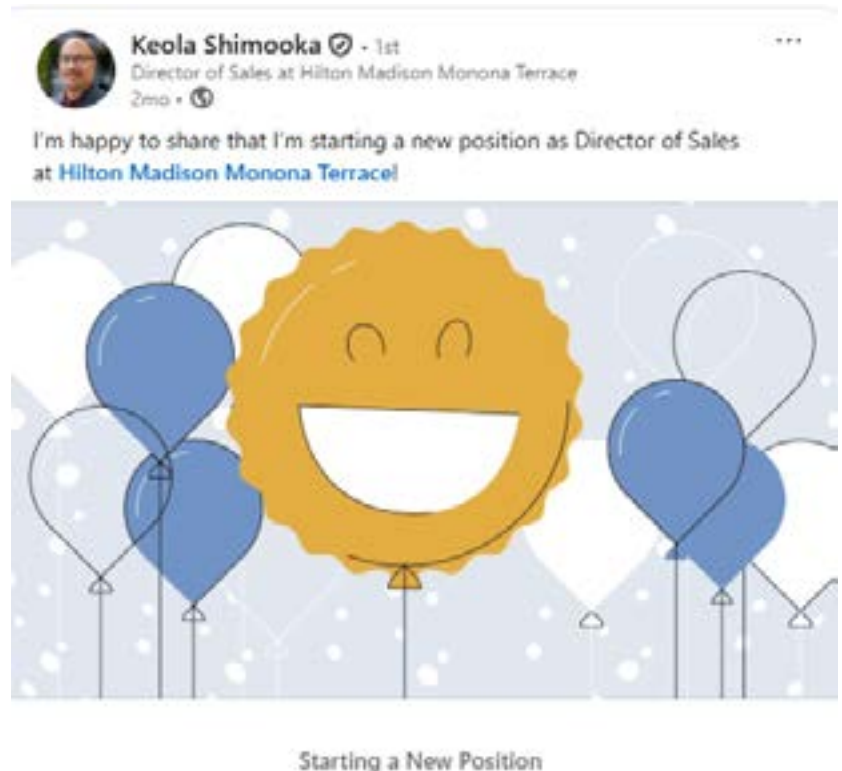 Keola Shimooka · 1st
Director of Sales at Hilton Madison Monona Terrace
2mo ·
I'm happy to share that I'm starting a new position as Director of Sales
at Hilton Madison Monona Terrace!
Starting a New Position